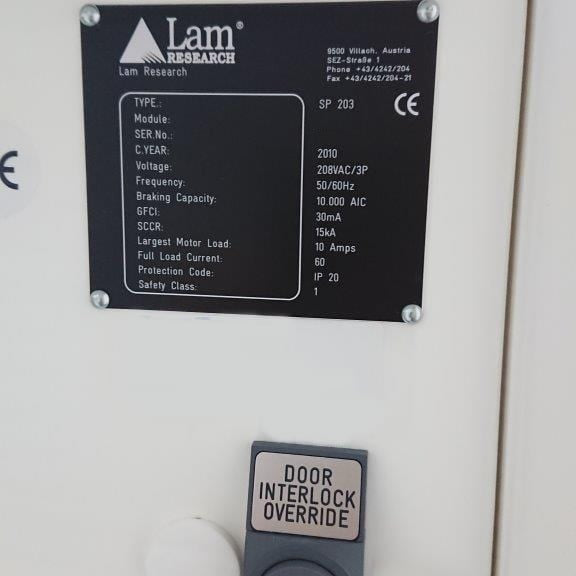 Lam®
RESEARCH
Lam Research
9500 Villach, Austria
SEZ-Straße 1
Phone +43/4242/204
Fax +43/4242/204-21
CE
TYPE.: SP 203
Module:
SER.No.:
C.YEAR: 2010
Voltage: 208VAC/3P
Frequency: 50/60Hz
Braking Capacity: 10.000 AIC
GFCI: 30mA
SCCR: 15kA
Largest Motor Load: 10 Amps
Full Load Current: 60
Protection Code: IP 20
Safety Class: 1
CE
DOOR
INTERLOCK
OVERRIDE